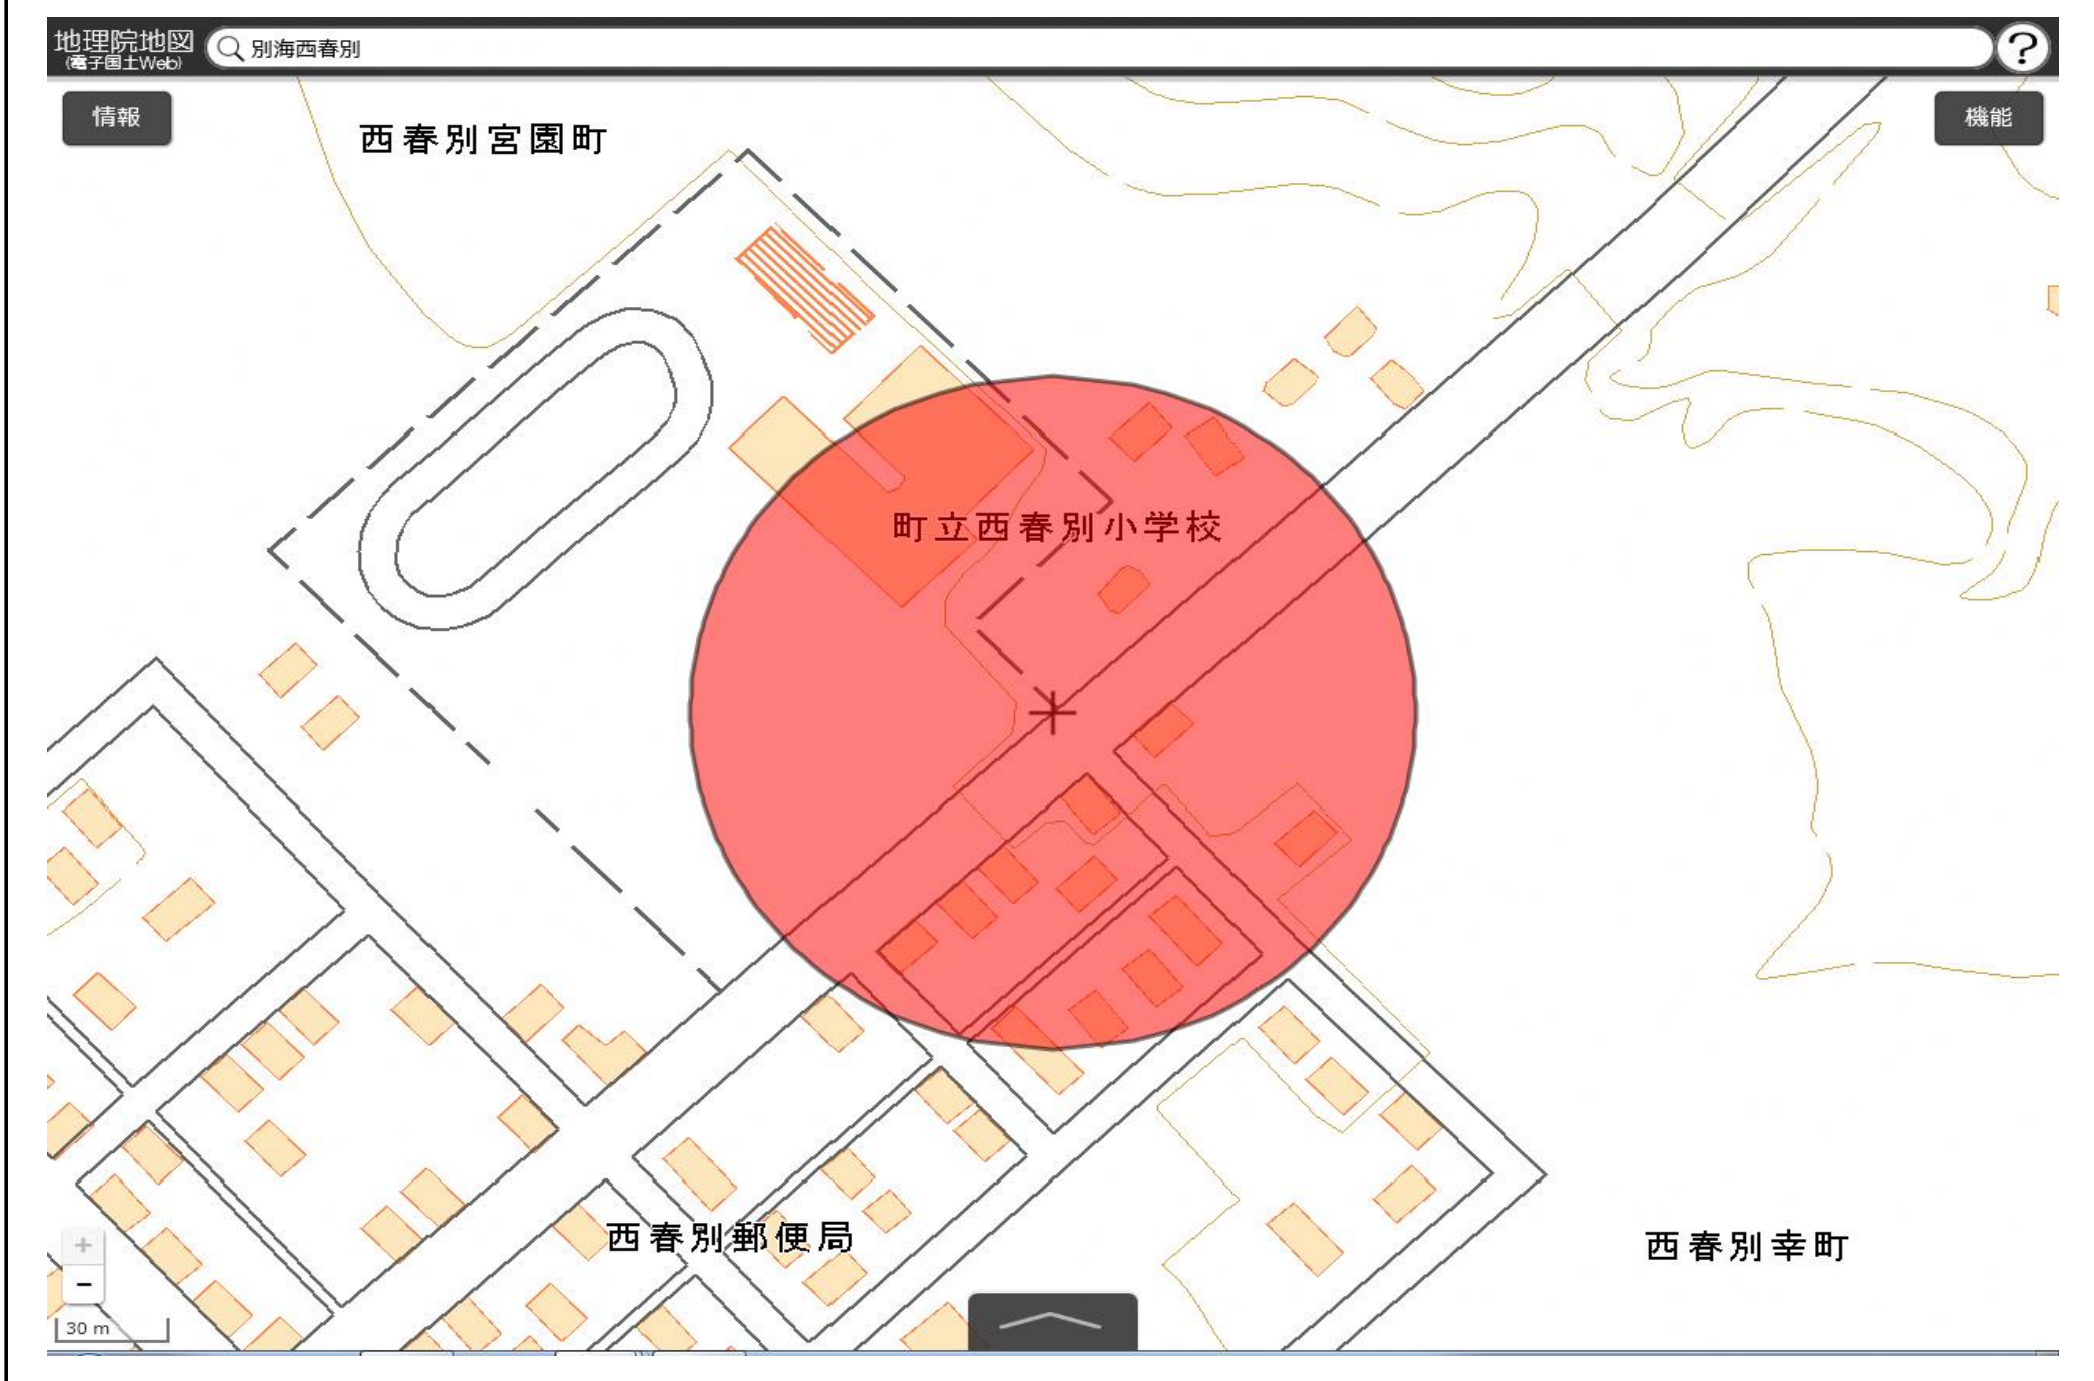 地理院地図
(電子国土Web)
別海西春別
?
情報
機能
西春別宮園町
町立西春別小学校
西春別郵便局
西春別幸町
+
−
30 m